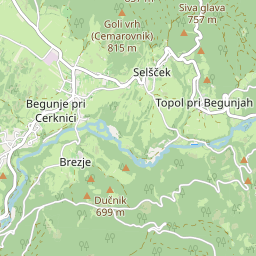 Siva glava
757 m
Goli vrh
(Cemarovnik)
815 m
Selšček
Begunje pri
Cerknici
Topol pri Begunjah
Brezje
Dučnik
699 m